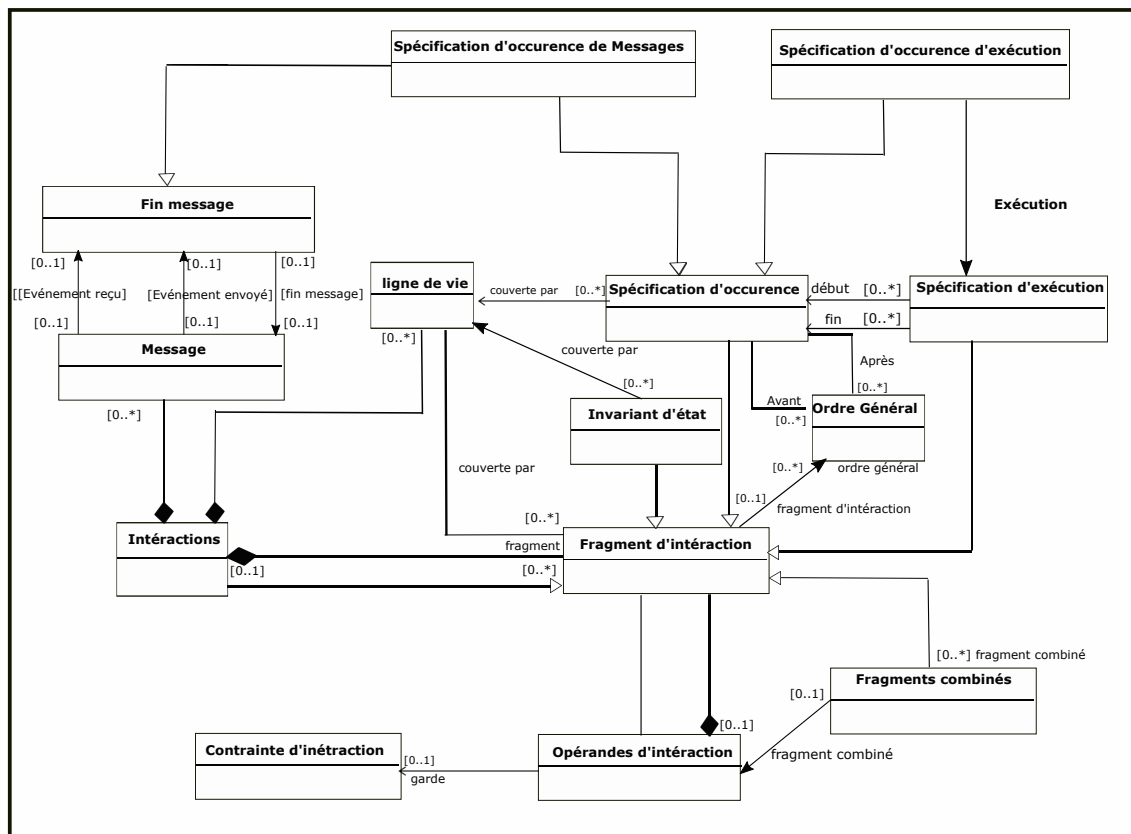 Spécification d'occurence de Messages
Spécification d'occurence d'exécution
Fin message
Exécution
[0..1]
[0..1]
[0..1]
[[Evénement reçu]
[Evénement envoyé]
[fin message]
[0..1]
[0..1]
[0..1]
Message
[0..*]
ligne de vie
[0..*]
couverte par
[0..*]
Spécification d'occurence
début
[0..*]
fin
[0..*]
Spécification d'exécution
couverte par
[0..*]
Après
[0..*]
Invariant d'état
Avant
[0..*]
Ordre Général
couverte par
[0..*]
ordre général
[0..1]
fragment d'intéraction
[0..*]
Intéractions
fragment
Fragment d'intéraction
[0..1]
[0..*]
[0..*] fragment combiné
Fragments combinés
[0..1]
[0..1]
fragment combiné
Contrainte d'inétraction
[0..1]
garde
Opérandes d'intéraction